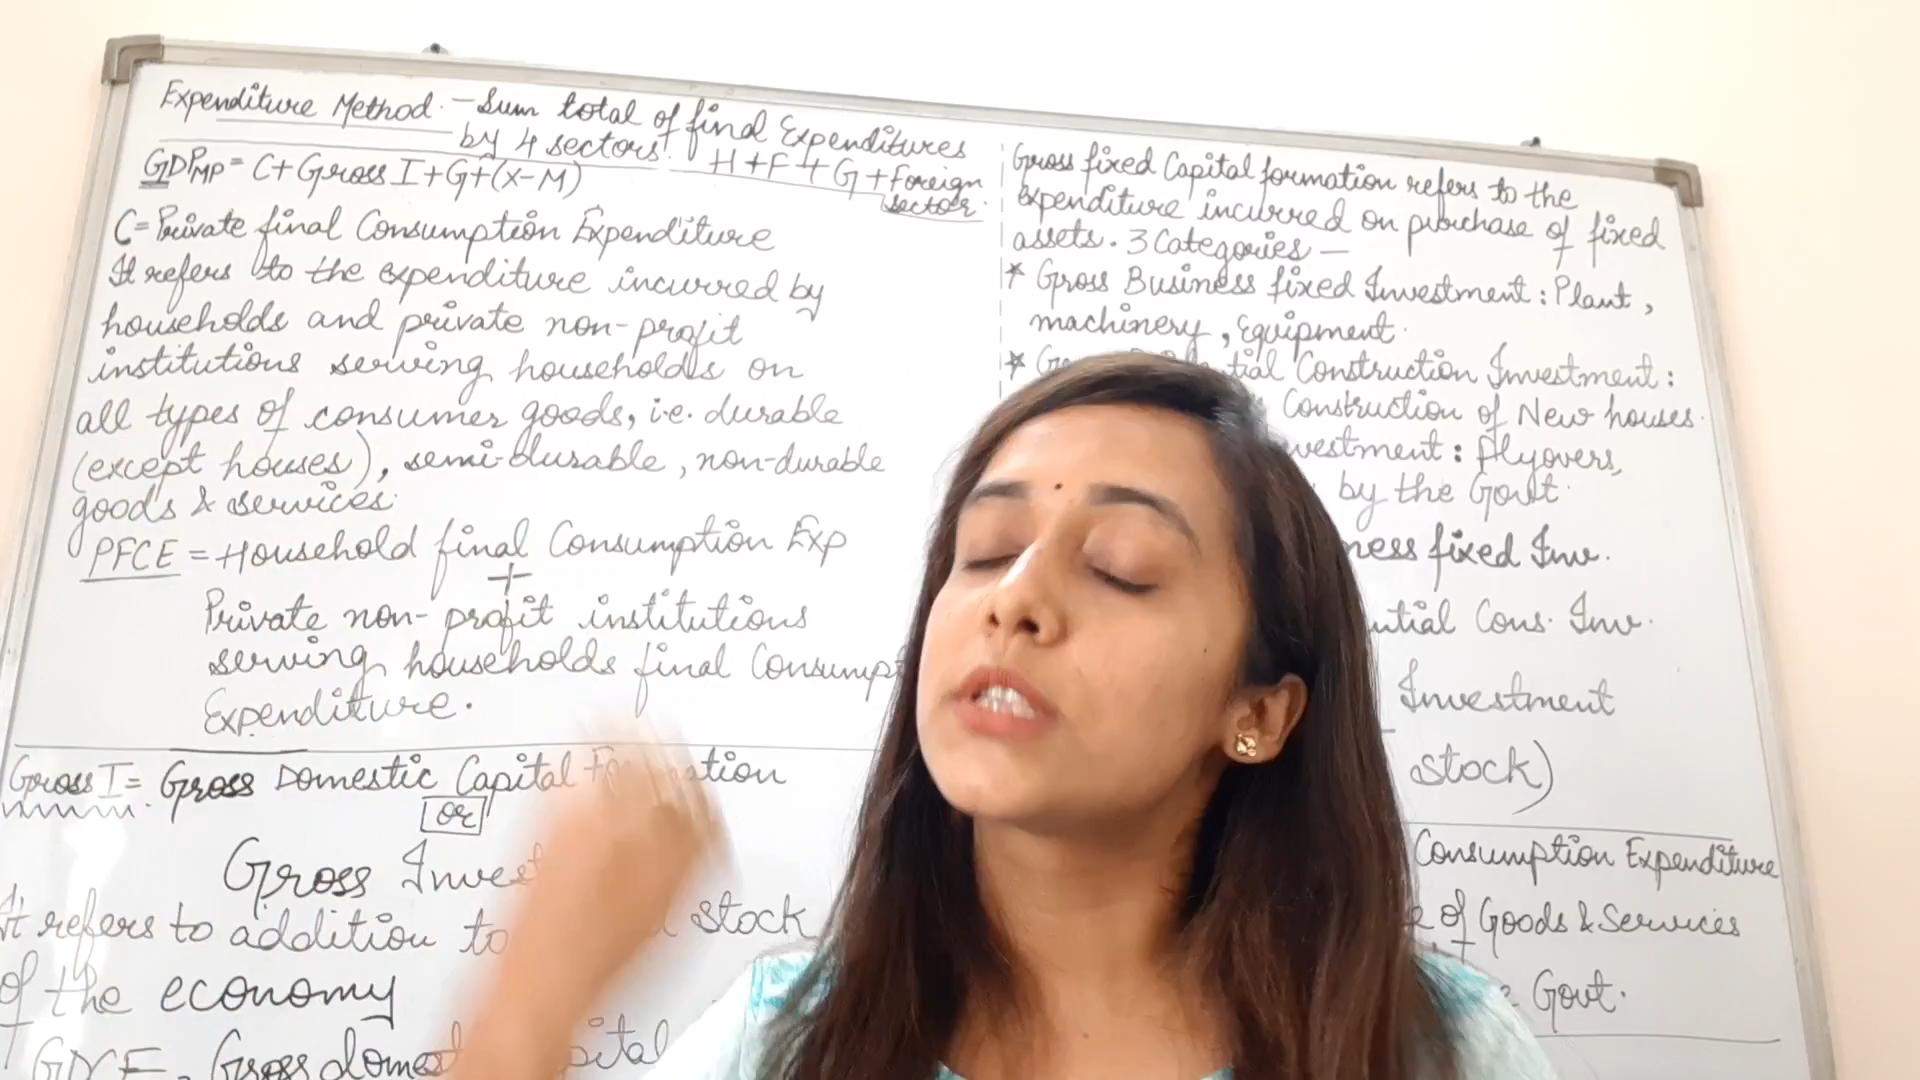 Expenditure Method. - Sum total of final Expenditures
by 4 sectors. H + F + G + Foreign
sector.
GDPMP = C + Gross I + G + (X-M)
C = Private final Consumption Expenditure
It refers to the expenditure incurred by
households and private non-profit
institutions serving households on
all types of consumer goods, i.e. durable
(except houses), semi-durable, non-durable
goods & services.
PFCE = Household final Consumption Exp
+
Private non-profit institutions
serving households final Consumpt
Expenditure.
Gross I = Gross Domestic Capital
or
Gross
It refers to addition to stock
of the economy
Gross
Gross fixed Capital formation refers to the
expenditure incurred on purchase of fixed
assets. 3 Categories —
* Gross Business fixed Investment: Plant,
machinery, Equipment.
* Construction Investment:
Construction of New houses.
vestment: Flyovers,
by the Govt.
ness fixed Inv.
ntial Cons. Inv.
Investment
stock)
Consumption Expenditure
of Goods & Services
Govt.